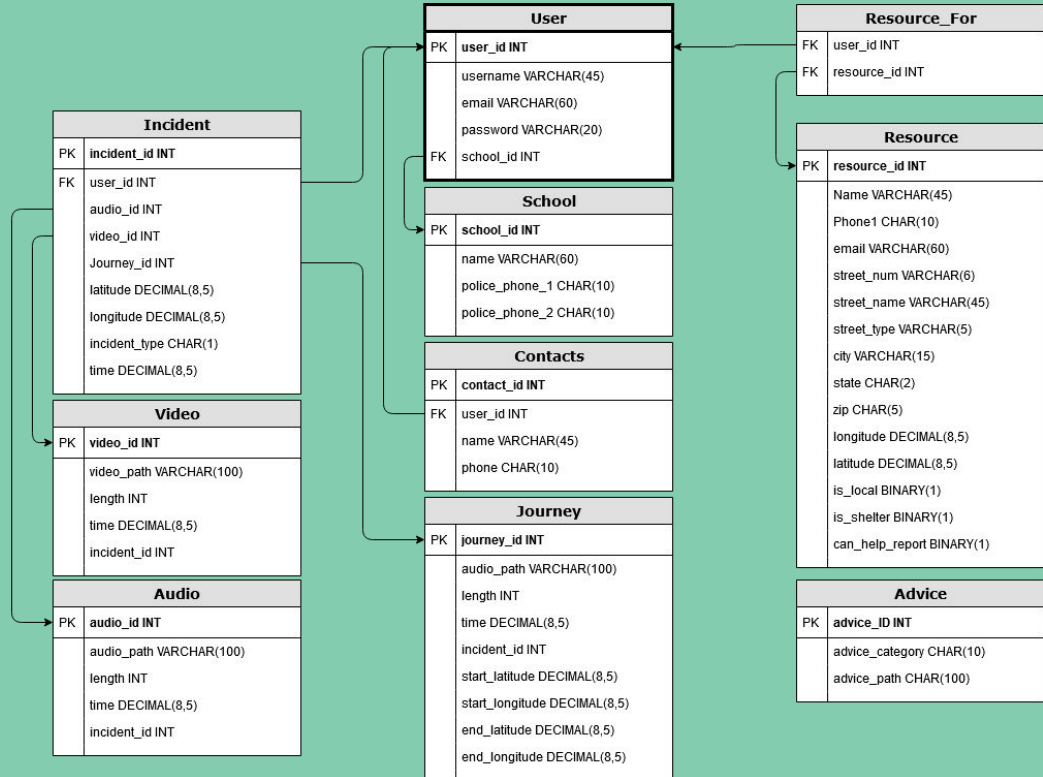 User
PK user_id INT
username VARCHAR(45)
email VARCHAR(60)
password VARCHAR(20)
FK school_id INT
Resource_For
FK user_id INT
FK resource_id INT
Incident
PK incident_id INT
FK user_id INT
audio_id INT
video_id INT
Journey_id INT
latitude DECIMAL(8,5)
longitude DECIMAL(8,5)
incident_type CHAR(1)
time DECIMAL(8,5)
School
PK school_id INT
name VARCHAR(60)
police_phone_1 CHAR(10)
police_phone_2 CHAR(10)
Resource
PK resource_id INT
Name VARCHAR(45)
Phone1 CHAR(10)
email VARCHAR(60)
street_num VARCHAR(6)
street_name VARCHAR(45)
street_type VARCHAR(5)
city VARCHAR(15)
state CHAR(2)
zip CHAR(5)
longitude DECIMAL(8,5)
latitude DECIMAL(8,5)
is_local BINARY(1)
is_shelter BINARY(1)
can_help_report BINARY(1)
Contacts
PK contact_id INT
FK user_id INT
name VARCHAR(45)
phone CHAR(10)
Video
PK video_id INT
video_path VARCHAR(100)
length INT
time DECIMAL(8,5)
incident_id INT
Journey
PK journey_id INT
audio_path VARCHAR(100)
length INT
time DECIMAL(8,5)
incident_id INT
start_latitude DECIMAL(8,5)
start_longitude DECIMAL(8,5)
end_latitude DECIMAL(8,5)
end_longitude DECIMAL(8,5)
Audio
PK audio_id INT
audio_path VARCHAR(100)
length INT
time DECIMAL(8,5)
incident_id INT
Advice
PK advice_ID INT
advice_category CHAR(10)
advice_path CHAR(100)